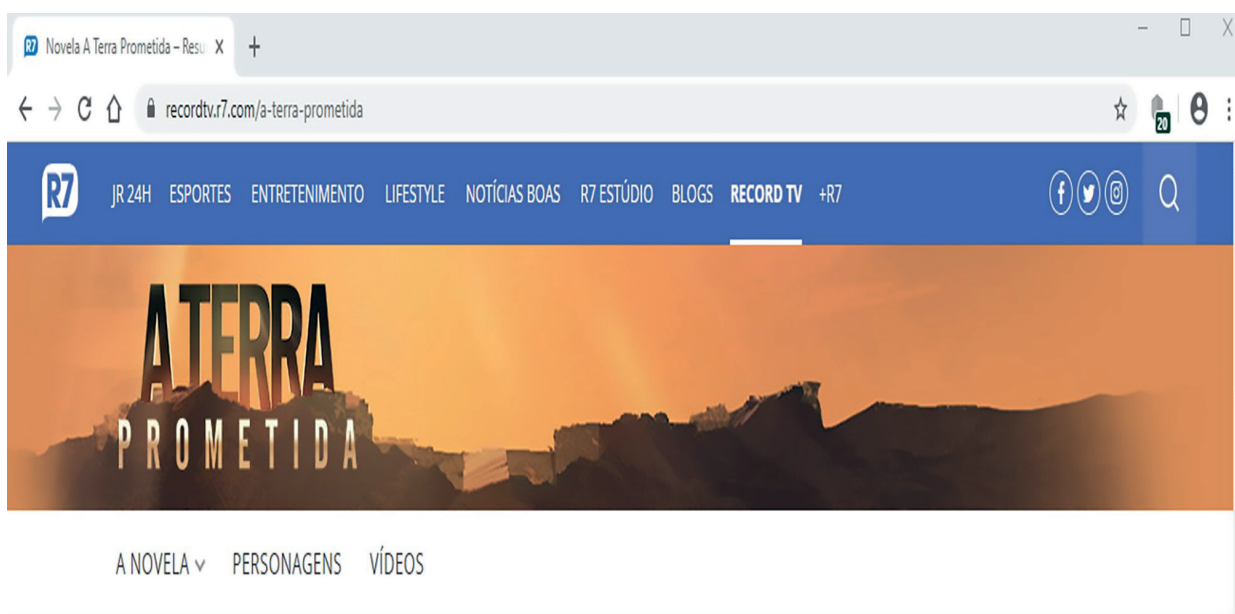 Novela A Terra Prometida – Resu
recordtv.r7.com/a-terra-prometida
20
R7 JR 24H ESPORTES ENTRETENIMENTO LIFESTYLE NOTÍCIAS BOAS R7 ESTÚDIO BLOGS RECORD TV +R7
A TERRA
PROMETIDA
A NOVELA PERSONAGENS VÍDEOS